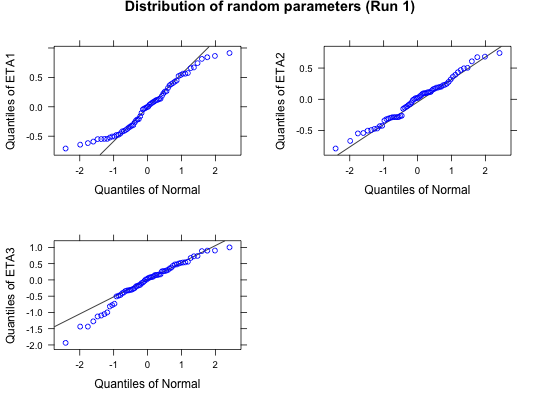 Distribution of random parameters (Run 1)
Quantiles of ETA1
0.5
0.0
-0.5
-2 -1 0 1 2
Quantiles of Normal
Quantiles of ETA2
0.5
0.0
-0.5
-2 -1 0 1 2
Quantiles of Normal
Quantiles of ETA3
1.0
0.5
0.0
-0.5
-1.0
-1.5
-2.0
-2 -1 0 1 2
Quantiles of Normal